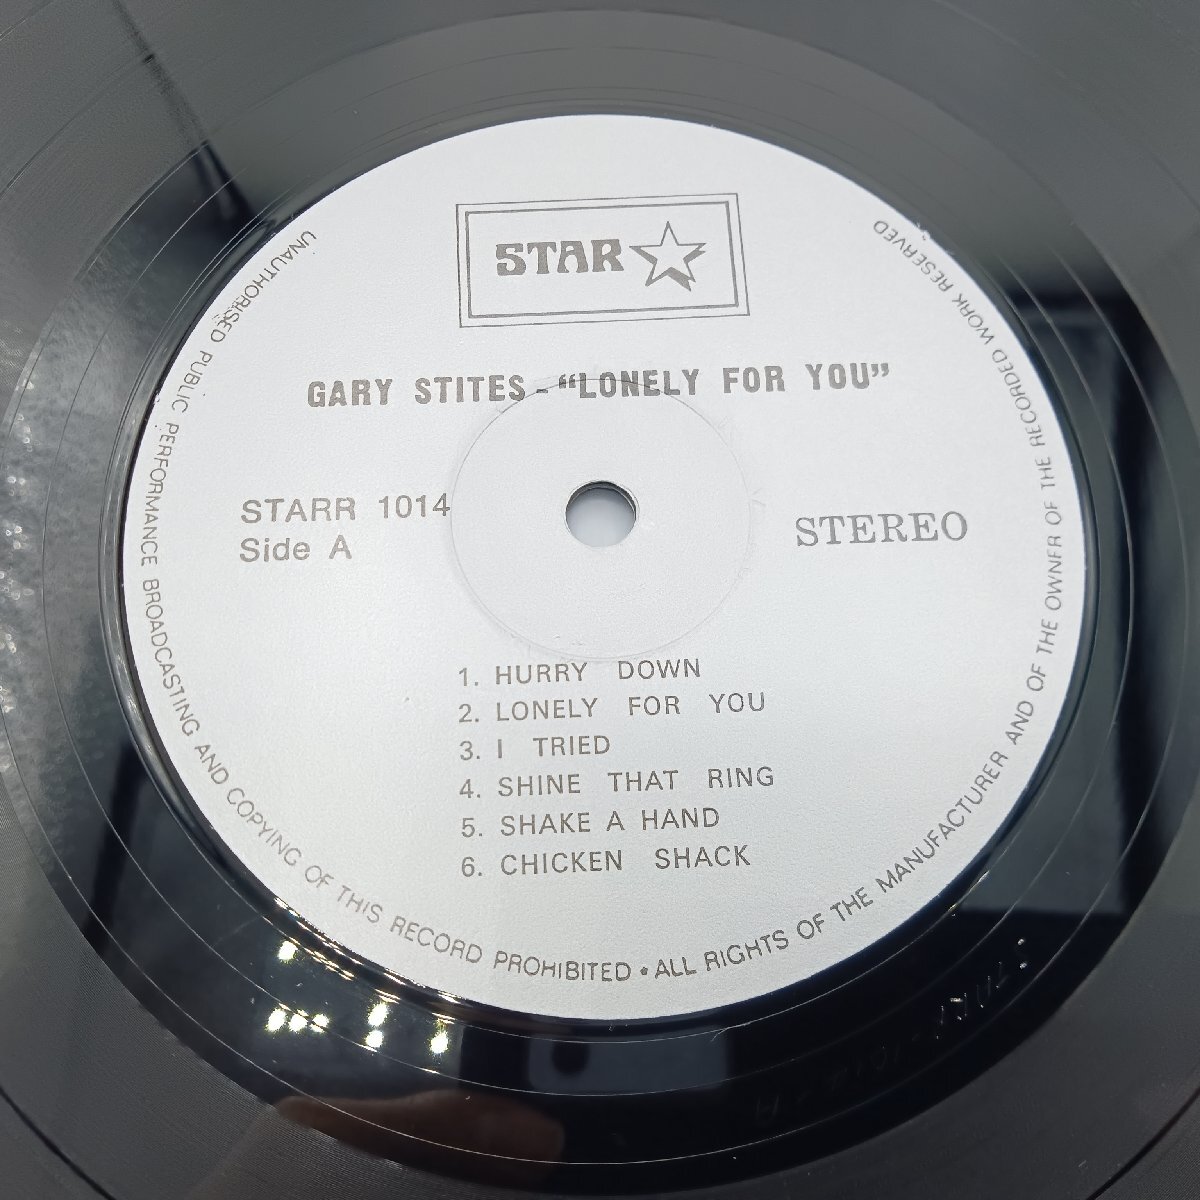 STAR
GARY STITES - "LONELY FOR YOU"
STARR 1014
Side A
STEREO
1. HURRY DOWN
2. LONELY FOR YOU
3. I TRIED
4. SHINE THAT RING
5. SHAKE A HAND
6. CHICKEN SHACK
UNAUTHORISED PUBLIC PERFORMANCE BROADCASTING AND COPYING OF THIS RECORD PROHIBITED • ALL RIGHTS OF THE MANUFACTURER AND OF THE OWNER OF THE RECORDED WORK RESERVED